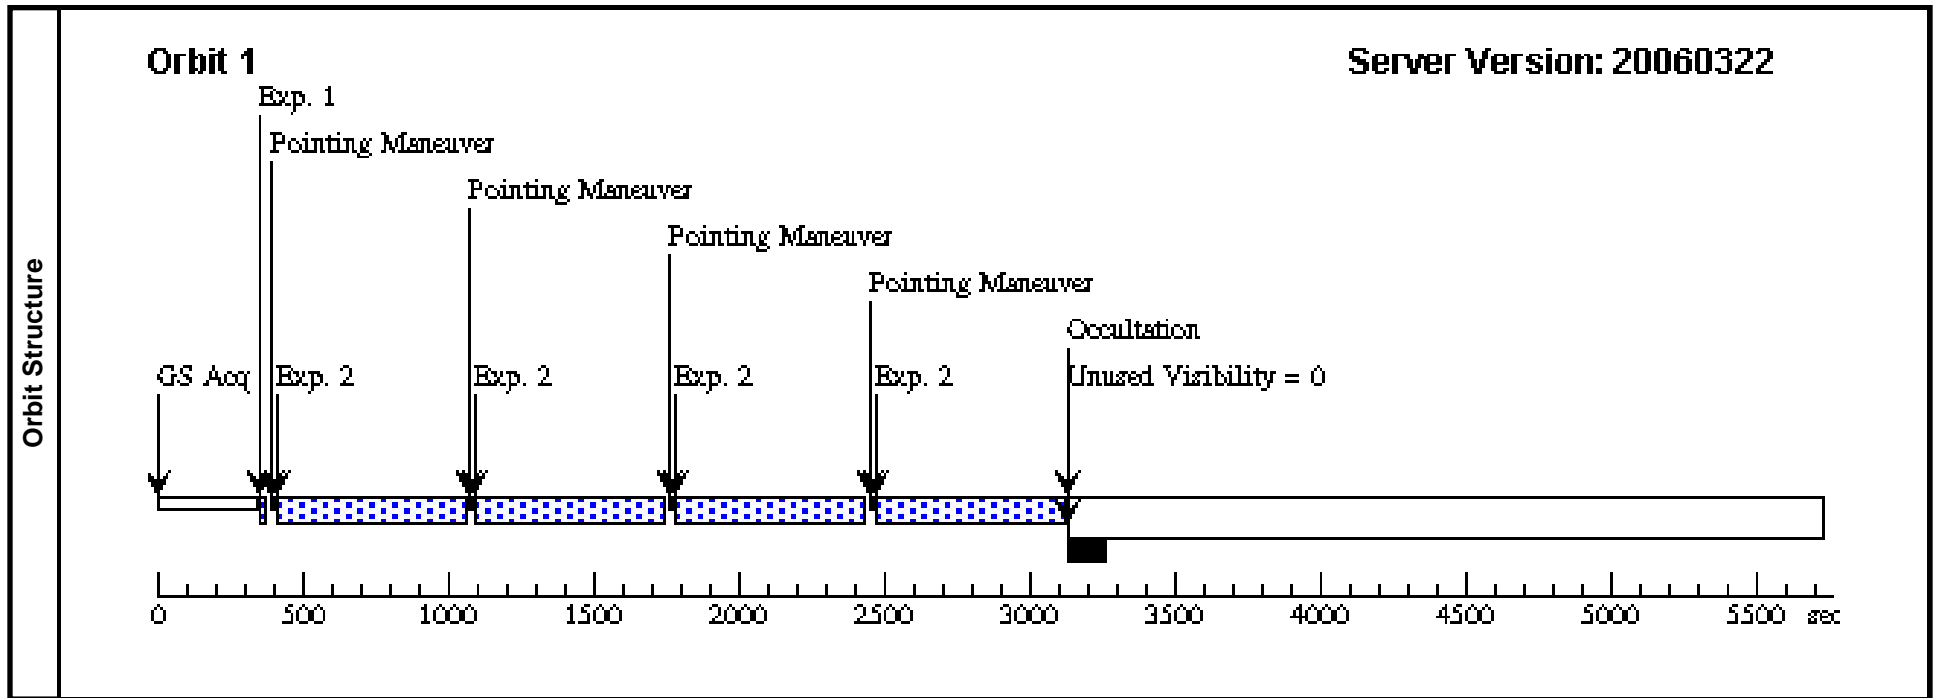 Orbit 1
Server Version: 20060322
Exp. 1
Pointing Maneuver
Pointing Maneuver
Pointing Maneuver
Pointing Maneuver
Occultation
GS Acq
Exp. 2
Exp. 2
Exp. 2
Exp. 2
Unused Visibility = 0
Orbit Structure
0 500 1000 1500 2000 2500 3000 3500 4000 4500 5000 5500 sec